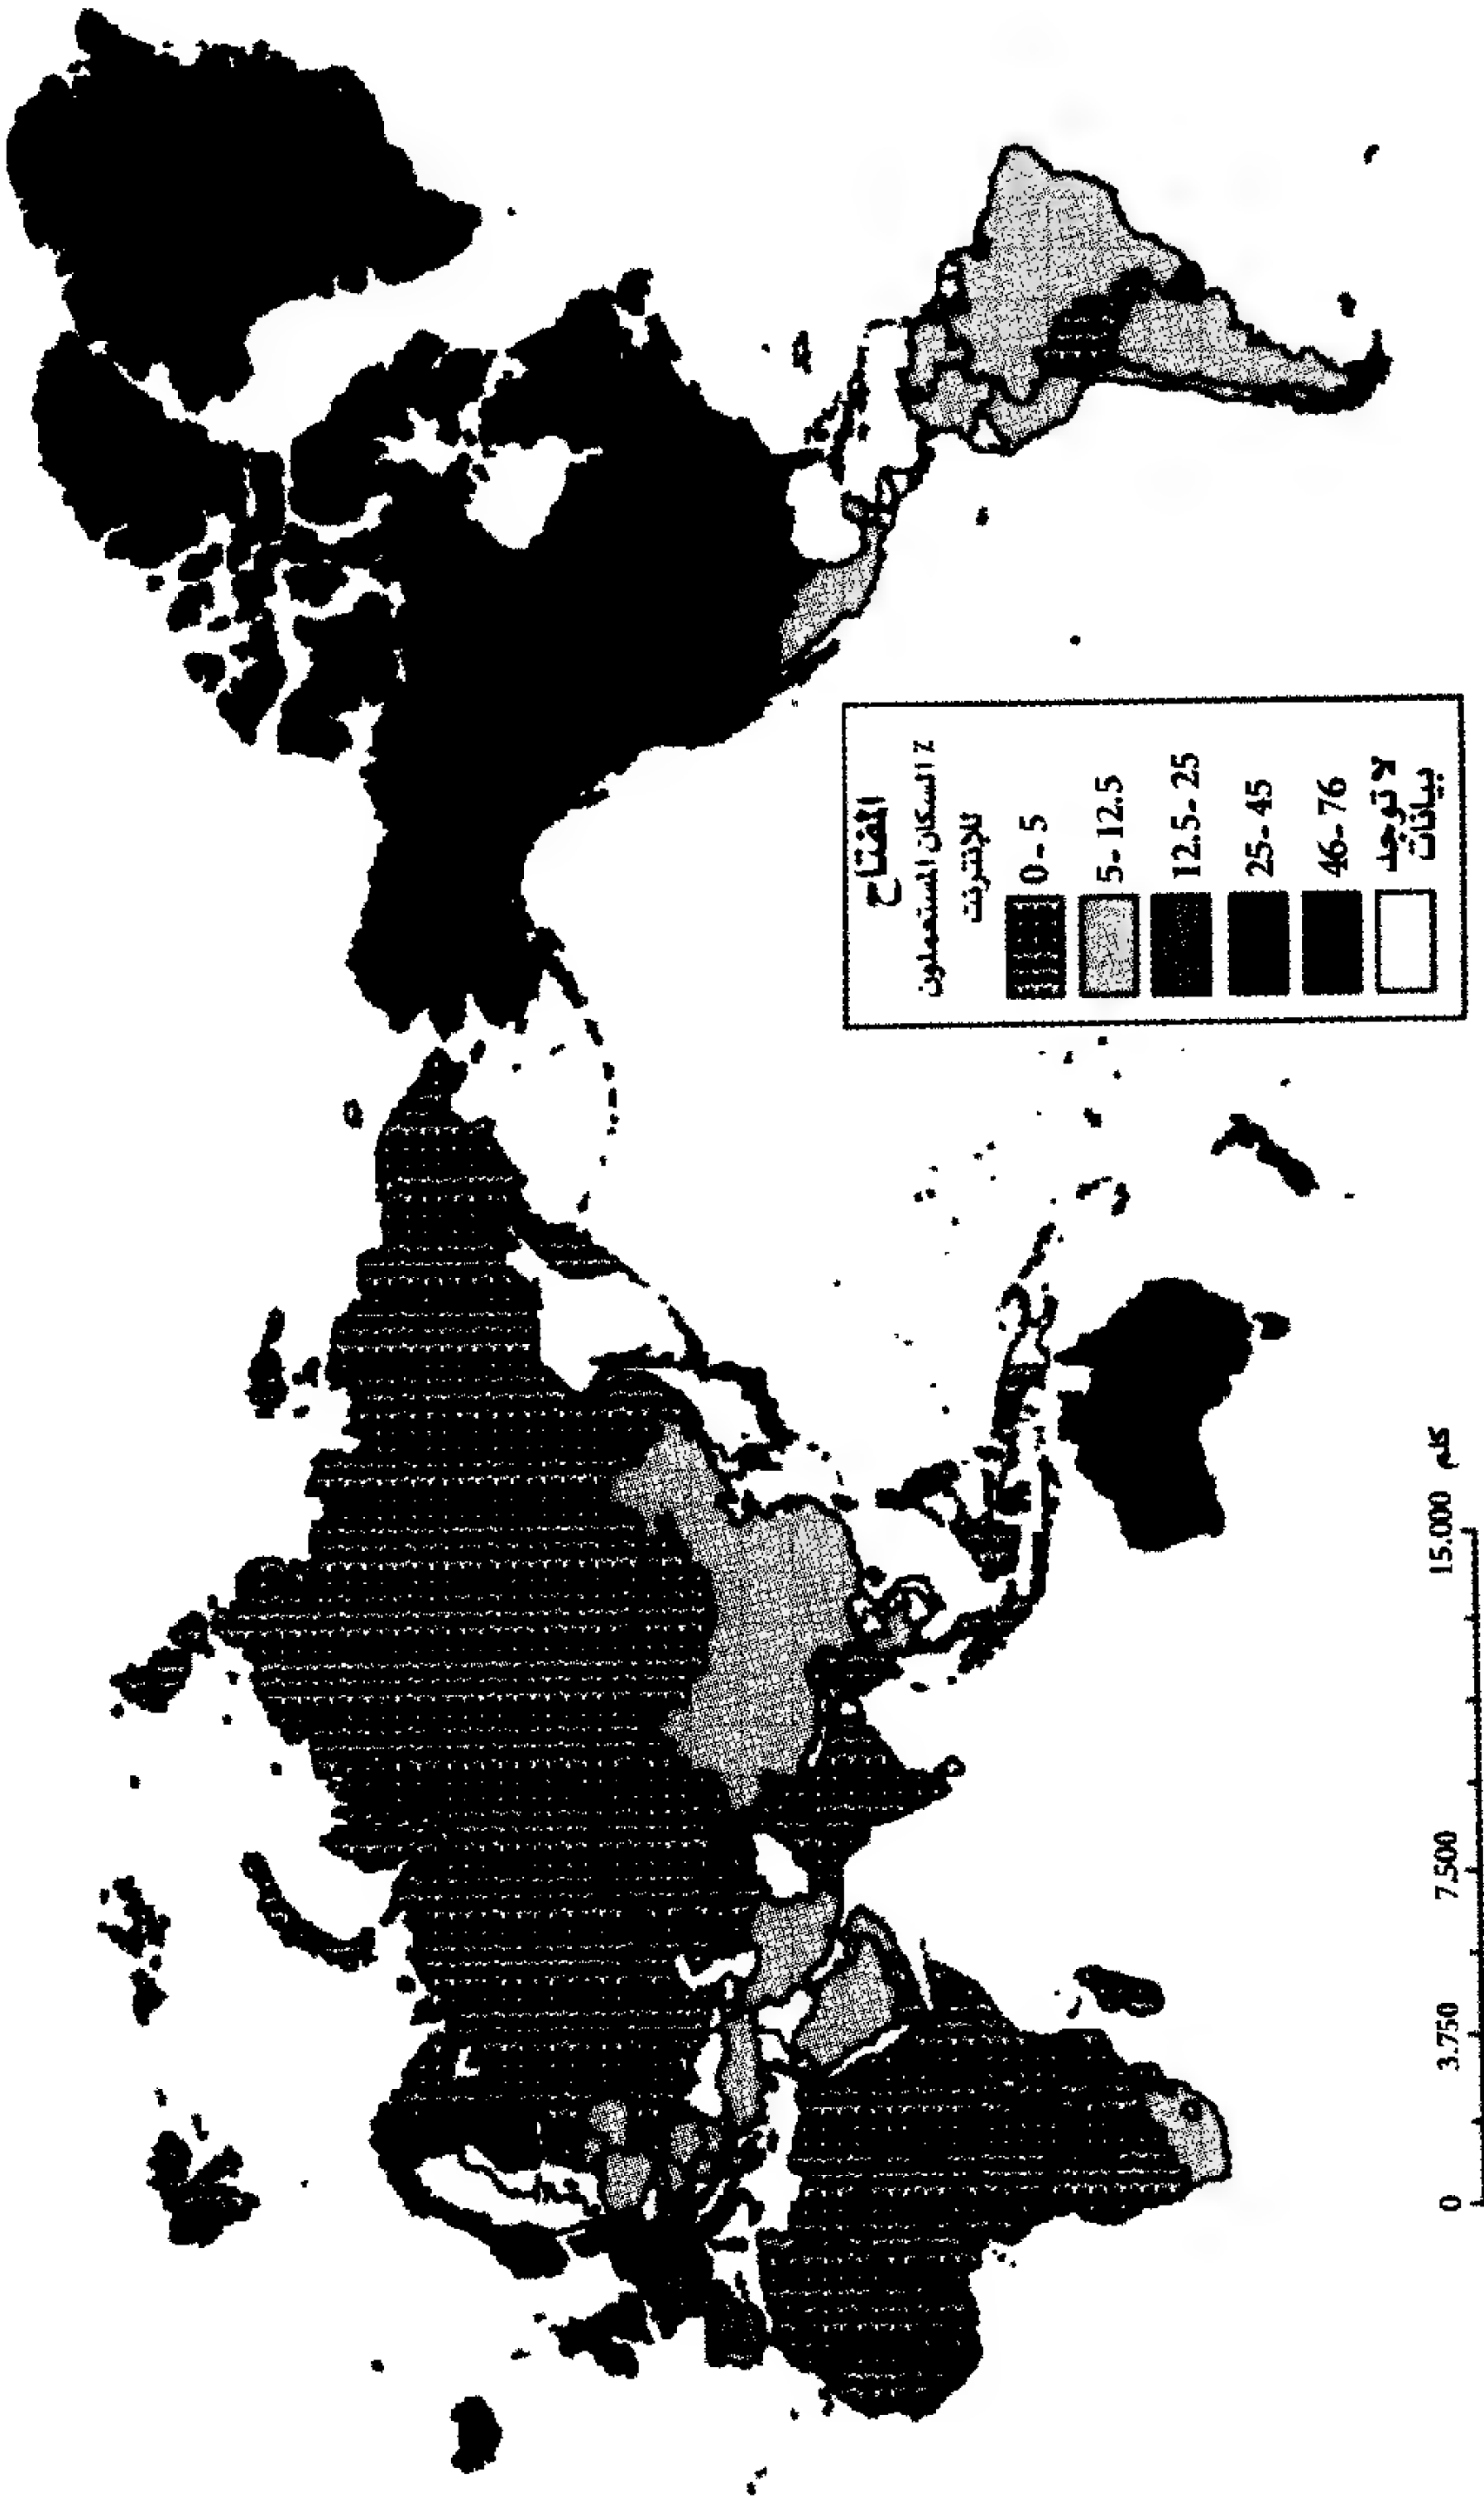 المفتاح
٪ السكان المستعملون
للإنترنت
0 - 5
5 - 12.5
12.5 - 25
25 - 45
46 - 76
لا توجد
بيانات
0 3.750 7.500 15.000 كلم